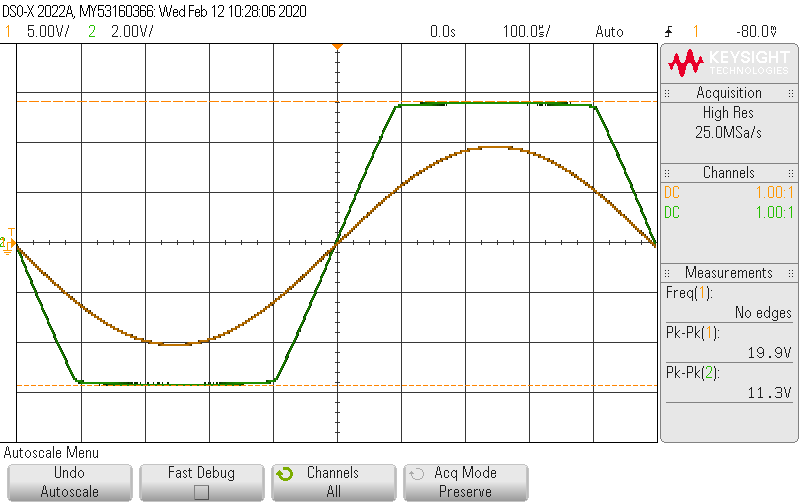 DSO-X 2022A, MY53160366: Wed Feb 12 10:28:06 2020
1 5.00V/ 2 2.00V/ 0.0s 100.0㎲/ Auto 1 -80.0㎷
KEYSIGHT
TECHNOLOGIES
Acquisition
High Res
25.0MSa/s
Channels
DC 1.00:1
DC 1.00:1
Measurements
Freq(1):
No edges
Pk-Pk(1):
19.9V
Pk-Pk(2):
11.3V
T
2
Autoscale Menu
Undo
Autoscale
Fast Debug
Channels
All
Acq Mode
Preserve